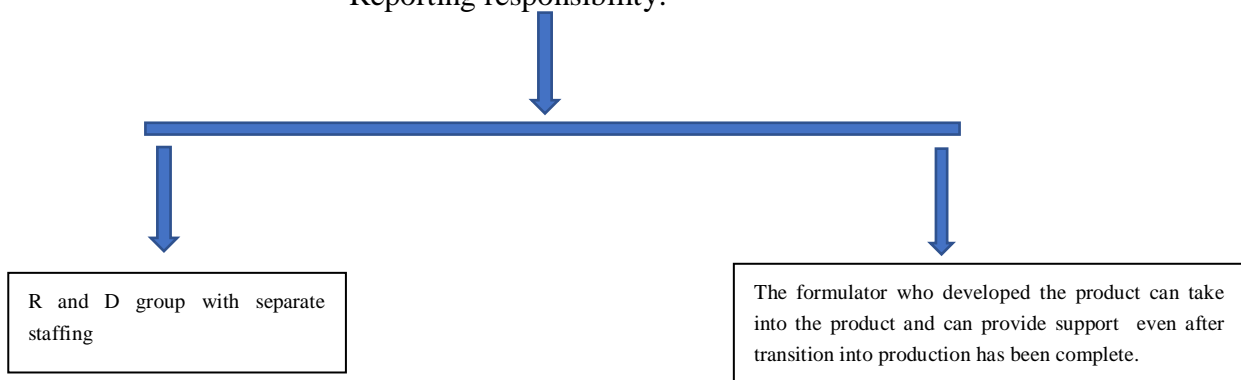 Reporting responsibility:
R and D group with separate
staffing
The formulator who developed the product can take
into the product and can provide support even after
transition into production has been complete.